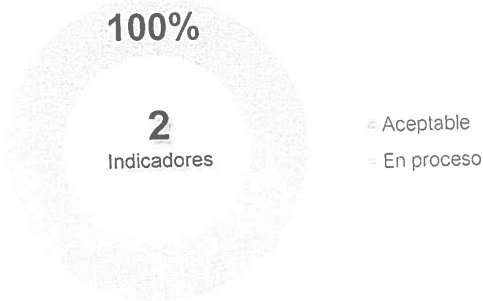 100%
2
Indicadores
Aceptable
En proceso